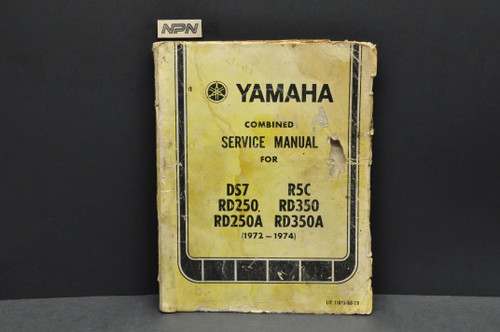 NPN
YAMAHA
COMBINED
SERVICE MANUAL
FOR
DS7 R5C
RD250 RD350
RD250A RD350A
(1972 – 1974)